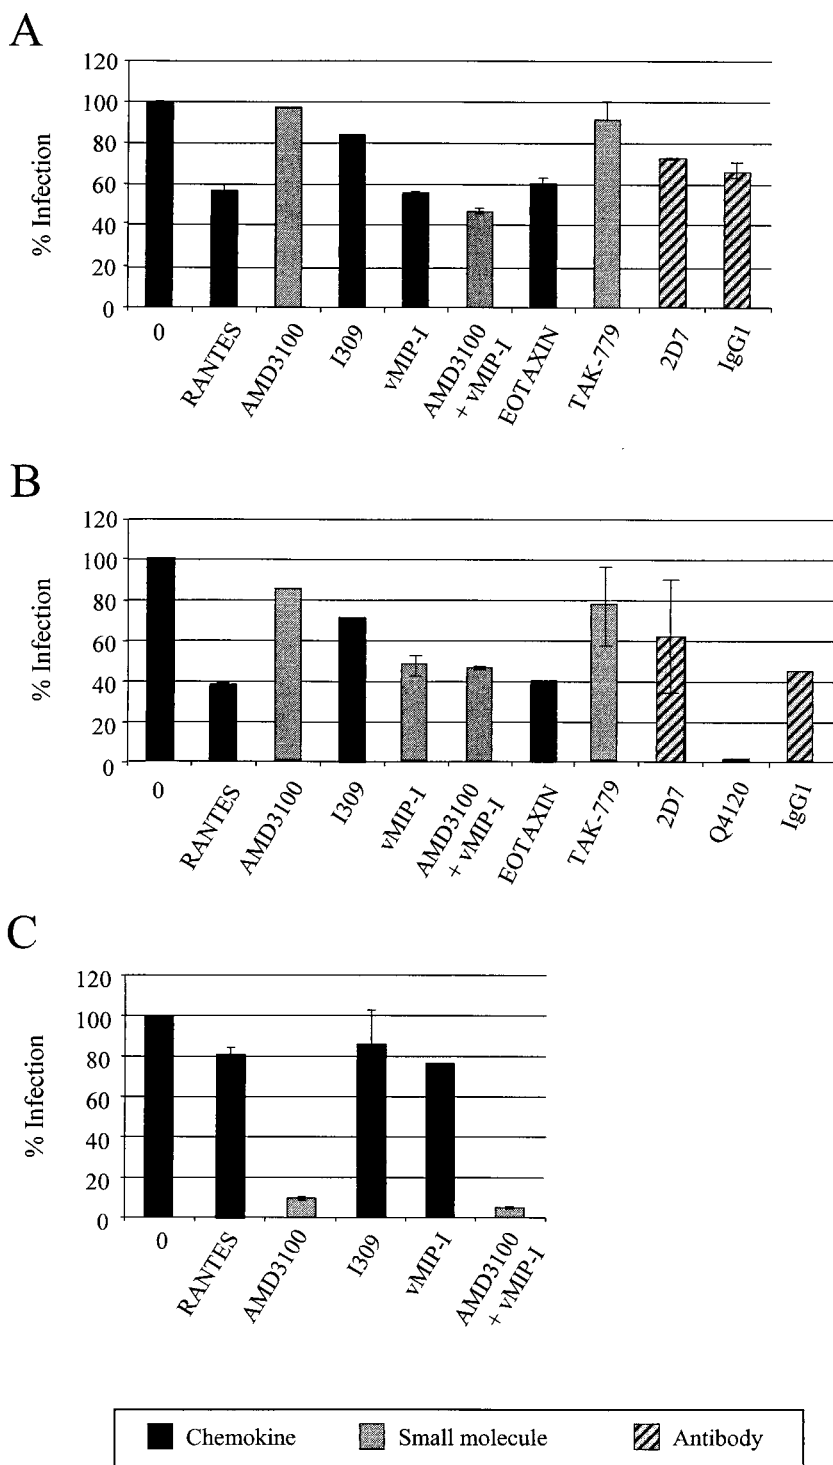 A
120
100
80
60
40
20
0
% Infection
0
RANTES
AMD3100
I309
vMIP-I
AMD3100
+ vMIP-I
EOTAXIN
TAK-779
2D7
IgG1
B
120
100
80
60
40
20
0
% Infection
0
RANTES
AMD3100
I309
vMIP-I
AMD3100
+ vMIP-I
EOTAXIN
TAK-779
2D7
Q4120
IgG1
C
120
100
80
60
40
20
0
% Infection
0
RANTES
AMD3100
I309
vMIP-I
AMD3100
+ vMIP-I
Chemokine Small molecule Antibody